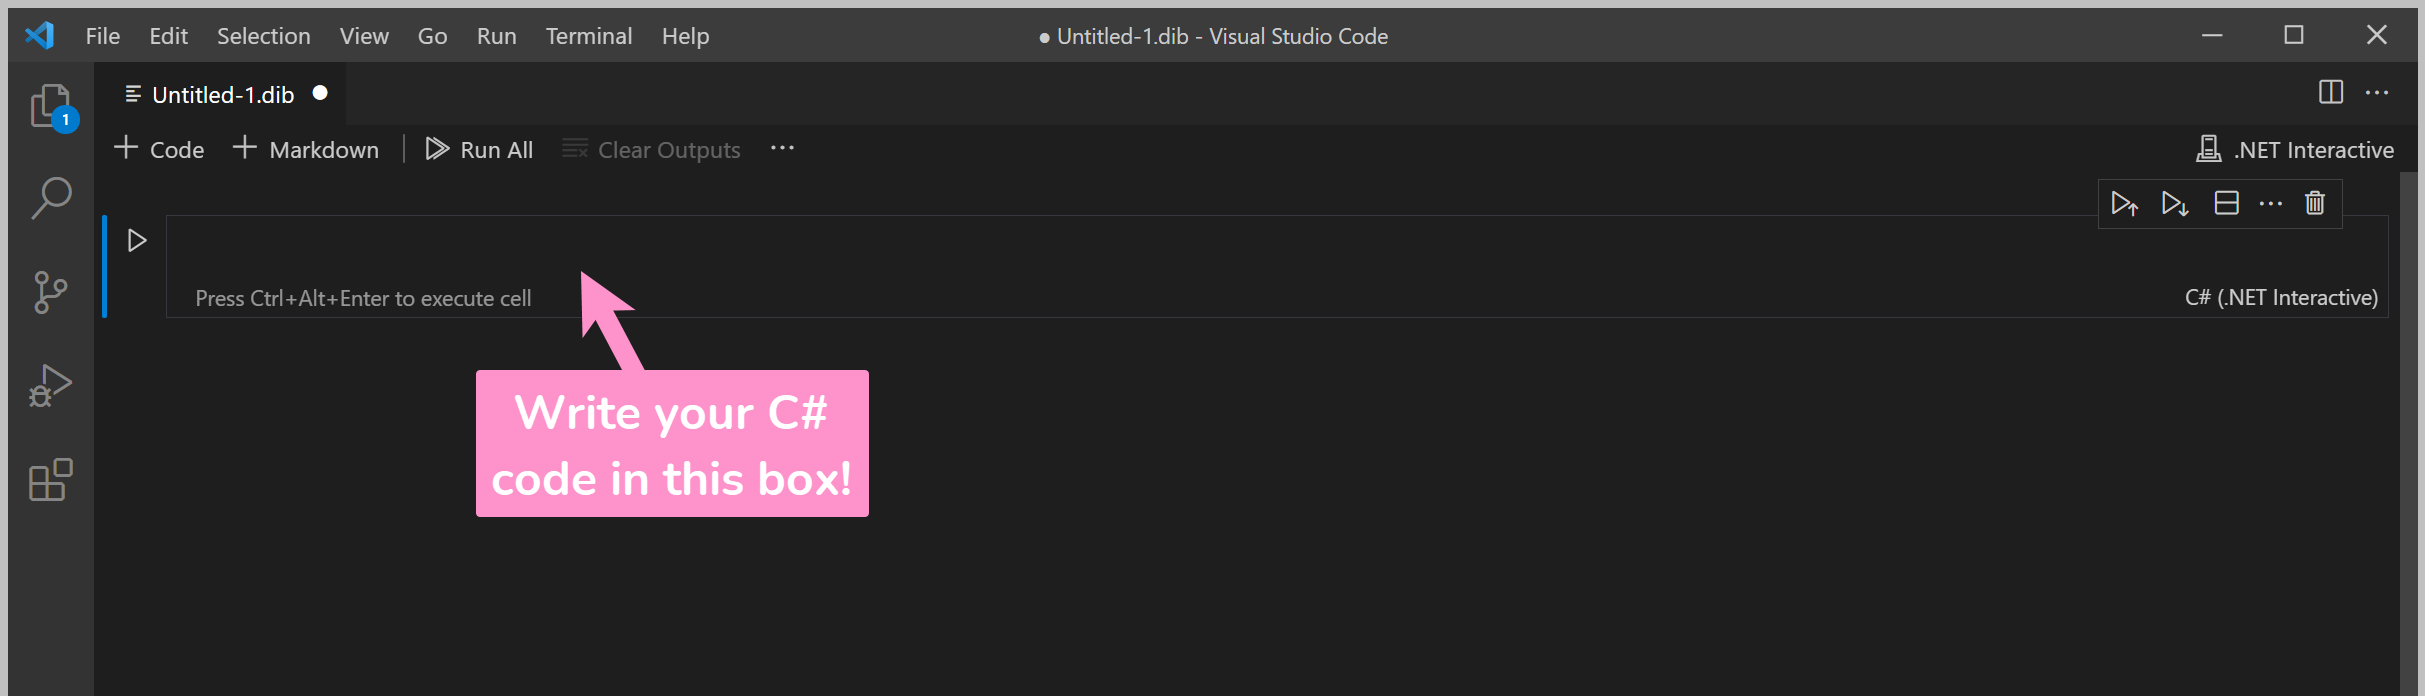 File Edit Selection View Go Run Terminal Help ● Untitled-1.dib - Visual Studio Code
Untitled-1.dib
1
Code Markdown Run All Clear Outputs ··· .NET Interactive
Press Ctrl+Alt+Enter to execute cell C# (.NET Interactive)
Write your C#
code in this box!